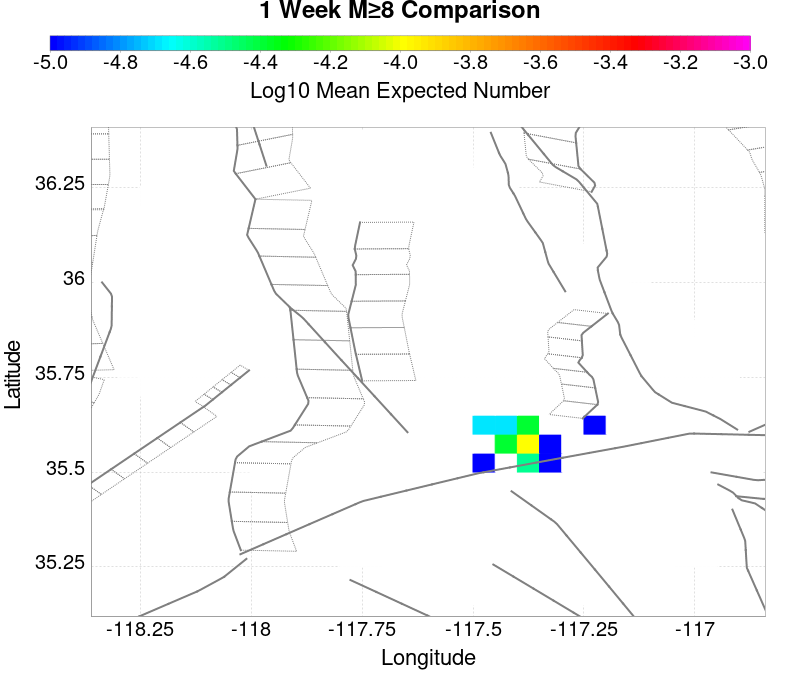 1 Week M≥8 Comparison
-5.0 -4.8 -4.6 -4.4 -4.2 -4.0 -3.8 -3.6 -3.4 -3.2 -3.0
Log10 Mean Expected Number
36.25
36
35.75
35.5
35.25
Latitude
-118.25 -118 -117.75 -117.5 -117.25 -117
Longitude